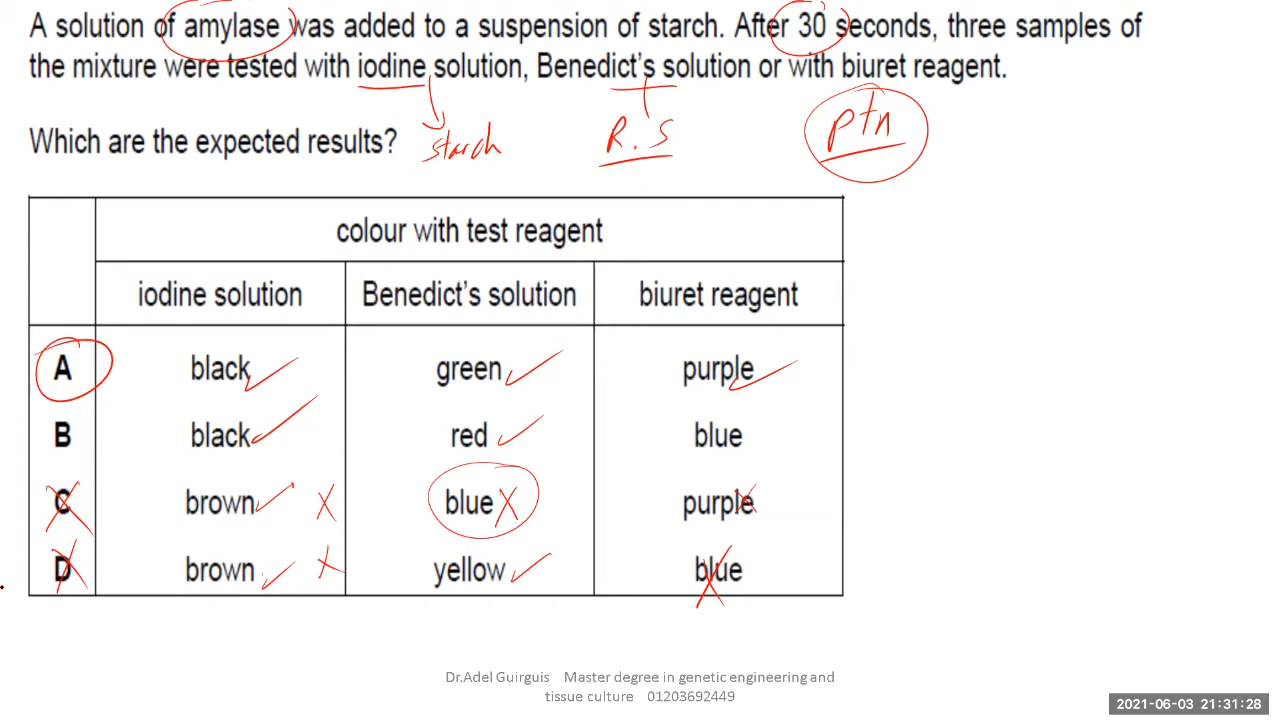 A solution of amylase was added to a suspension of starch. After 30 seconds, three samples of
the mixture were tested with iodine solution, Benedict's solution or with biuret reagent.
Which are the expected results?
starch
R.S
ptn
colour with test reagent
iodine solution Benedict's solution biuret reagent
A black green purple
B black red blue
C brown blue purple
D brown yellow blue
Dr.Adel Guirguis Master degree in genetic engineering and
tissue culture 01203692449
2021-06-03 21:31:28